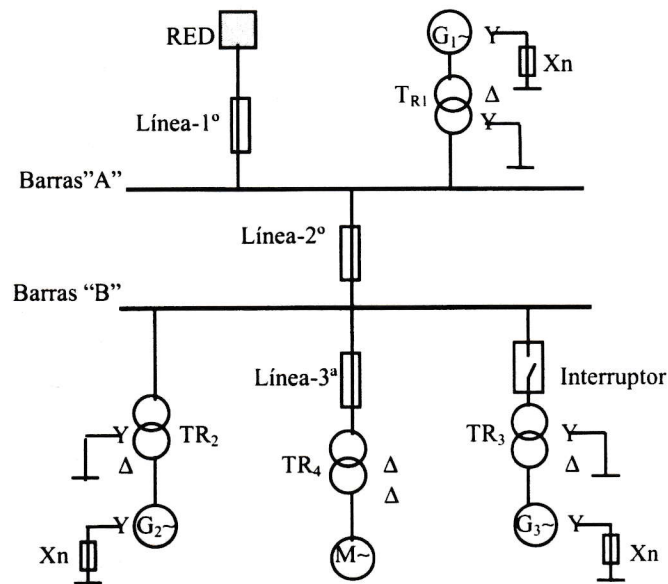 RED
G₁~ Y
Xn
T_R1 Δ
Y
Línea-1º
Barras"A"
Línea-2º
Barras "B"
Línea-3ª
Interruptor
Y TR₂
Δ
TR₄ Δ
Δ
TR₃ Y
Δ
Y G₂~
Xn
M~
G₃~ Y
Xn